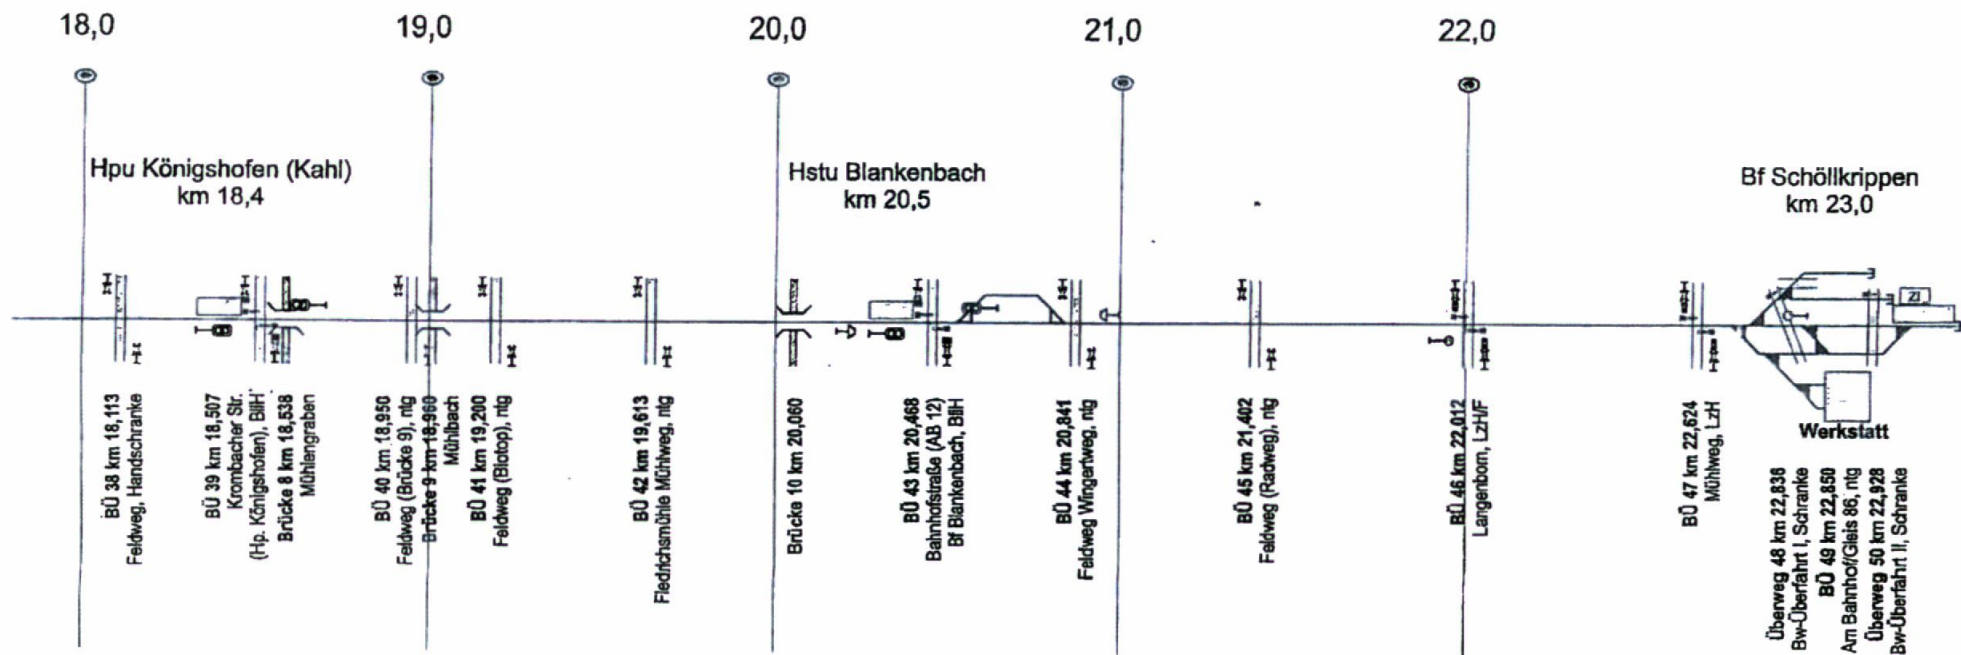 18,0
19,0
20,0
21,0
22,0
Hpu Königshofen (Kahl)
km 18,4
Hstu Blankenbach
km 20,5
Bf Schöllkrippen
km 23,0
ZI
Werkstatt
BÜ 38 km 18,113
Feldweg, Handschranke
BÜ 39 km 18,507
Krombacher Str.
(Hp. Königshofen), BliH
Brücke 8 km 18,538
Mühlengraben
BÜ 40 km 18,950
Feldweg (Brücke 9), ntg
Brücke 9 km 18,960
Mühlbach
BÜ 41 km 19,200
Feldweg (Biotop), ntg
BÜ 42 km 19,613
Friedrichsmühle Mühlweg, ntg
Brücke 10 km 20,060
BÜ 43 km 20,468
Bahnhofstraße (AB 12)
Bf Blankenbach, BliH
BÜ 44 km 20,841
Feldweg Wingertweg, ntg
BÜ 45 km 21,402
Feldweg (Radweg), ntg
BÜ 46 km 22,012
Langenborn, LzH/F
BÜ 47 km 22,624
Mühlweg, LzH
Überweg 48 km 22,836
Bw-Überfahrt I, Schranke
BÜ 49 km 22,850
Am Bahnhof/Gleis 86, ntg
Überweg 50 km 22,928
Bw-Überfahrt II, Schranke